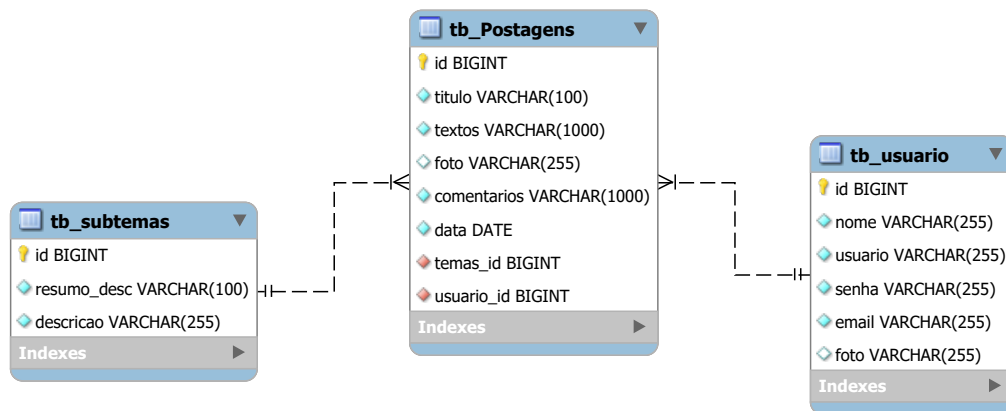 tb_Postagens
id BIGINT
titulo VARCHAR(100)
textos VARCHAR(1000)
foto VARCHAR(255)
comentarios VARCHAR(1000)
data DATE
temas_id BIGINT
usuario_id BIGINT
Indexes
tb_subtemas
id BIGINT
resumo_desc VARCHAR(100)
descricao VARCHAR(255)
Indexes
tb_usuario
id BIGINT
nome VARCHAR(255)
usuario VARCHAR(255)
senha VARCHAR(255)
email VARCHAR(255)
foto VARCHAR(255)
Indexes